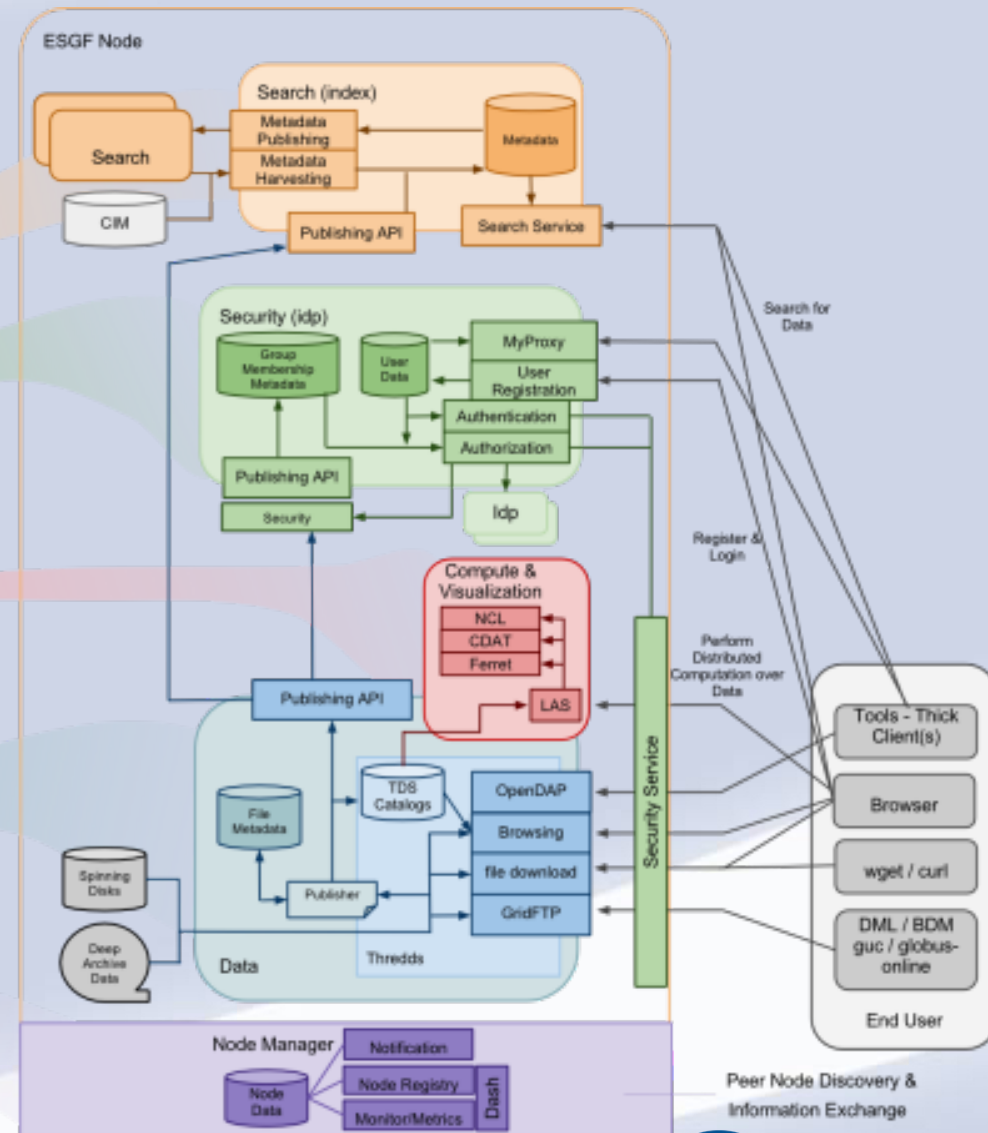 ESGF Node
Search (index)
Metadata
Publishing
Metadata
Harvesting
Metadata
Search
CIM
Publishing API
Search Service
Search for
Data
Security (idp)
Group
Membership
Metadata
User
Data
MyProxy
User
Registration
Authentication
Authorization
Publishing API
Security
Idp
Register &
Login
Compute &
Visualization
NCL
CDAT
Ferret
LAS
Perform
Distributed
Computation over
Data
Security Service
Publishing API
TDS
Catalogs
File
Metadata
Publisher
OpenDAP
Browsing
file download
GridFTP
Thredds
Data
Spinning
Disks
Deep
Archive
Data
Tools - Thick
Client(s)
Browser
wget / curl
DML / BDM
guc / globus-
online
End User
Node Manager
Node
Data
Notification
Node Registry
Monitor/Metrics
Dash
Peer Node Discovery &
Information Exchange